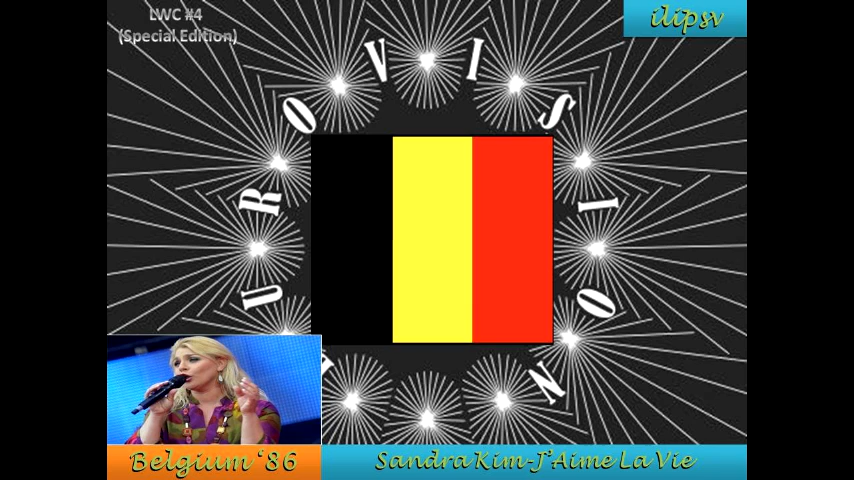 LWC #4
(Special Edition)
ilipsv
EUROVISION
Belgium '86
Sandra Kim-J'Aime La Vie